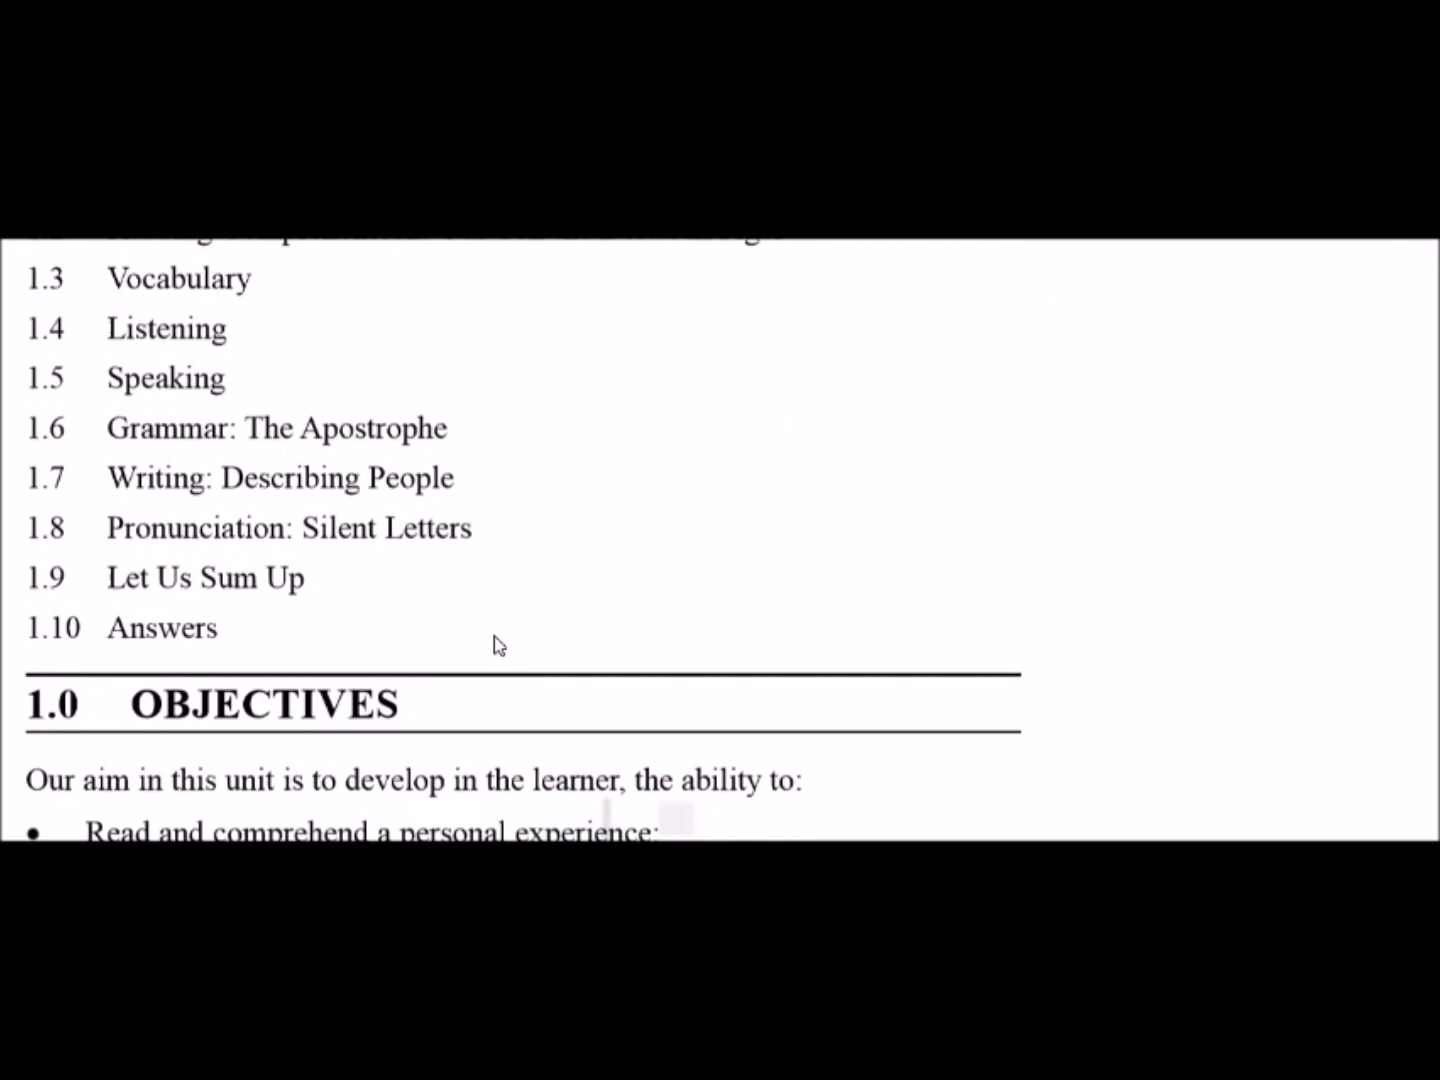 1.3 Vocabulary
1.4 Listening
1.5 Speaking
1.6 Grammar: The Apostrophe
1.7 Writing: Describing People
1.8 Pronunciation: Silent Letters
1.9 Let Us Sum Up
1.10 Answers
1.0 OBJECTIVES
Our aim in this unit is to develop in the learner, the ability to:
• Read and comprehend a personal experience;